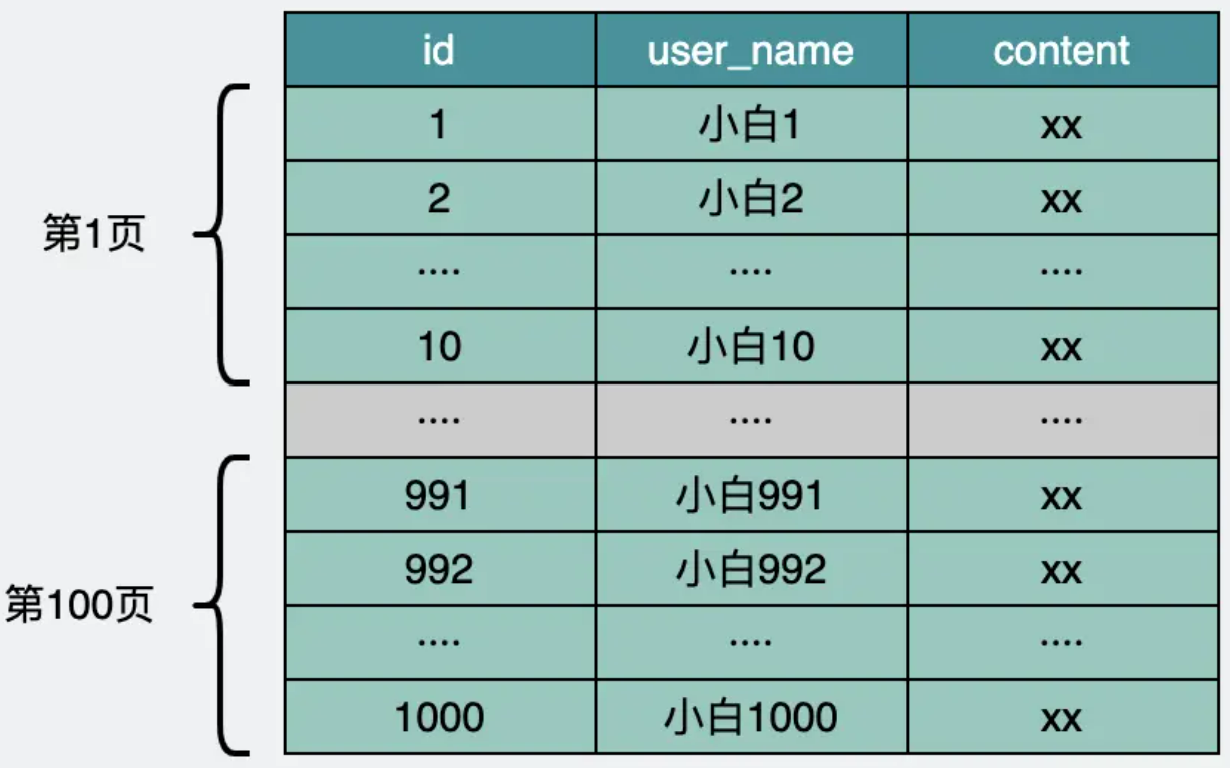 id user_name content
1 小白1 xx
2 小白2 xx
.... .... ....
第1页
10 小白10 xx
.... .... ....
991 小白991 xx
992 小白992 xx
第100页
.... .... ....
1000 小白1000 xx